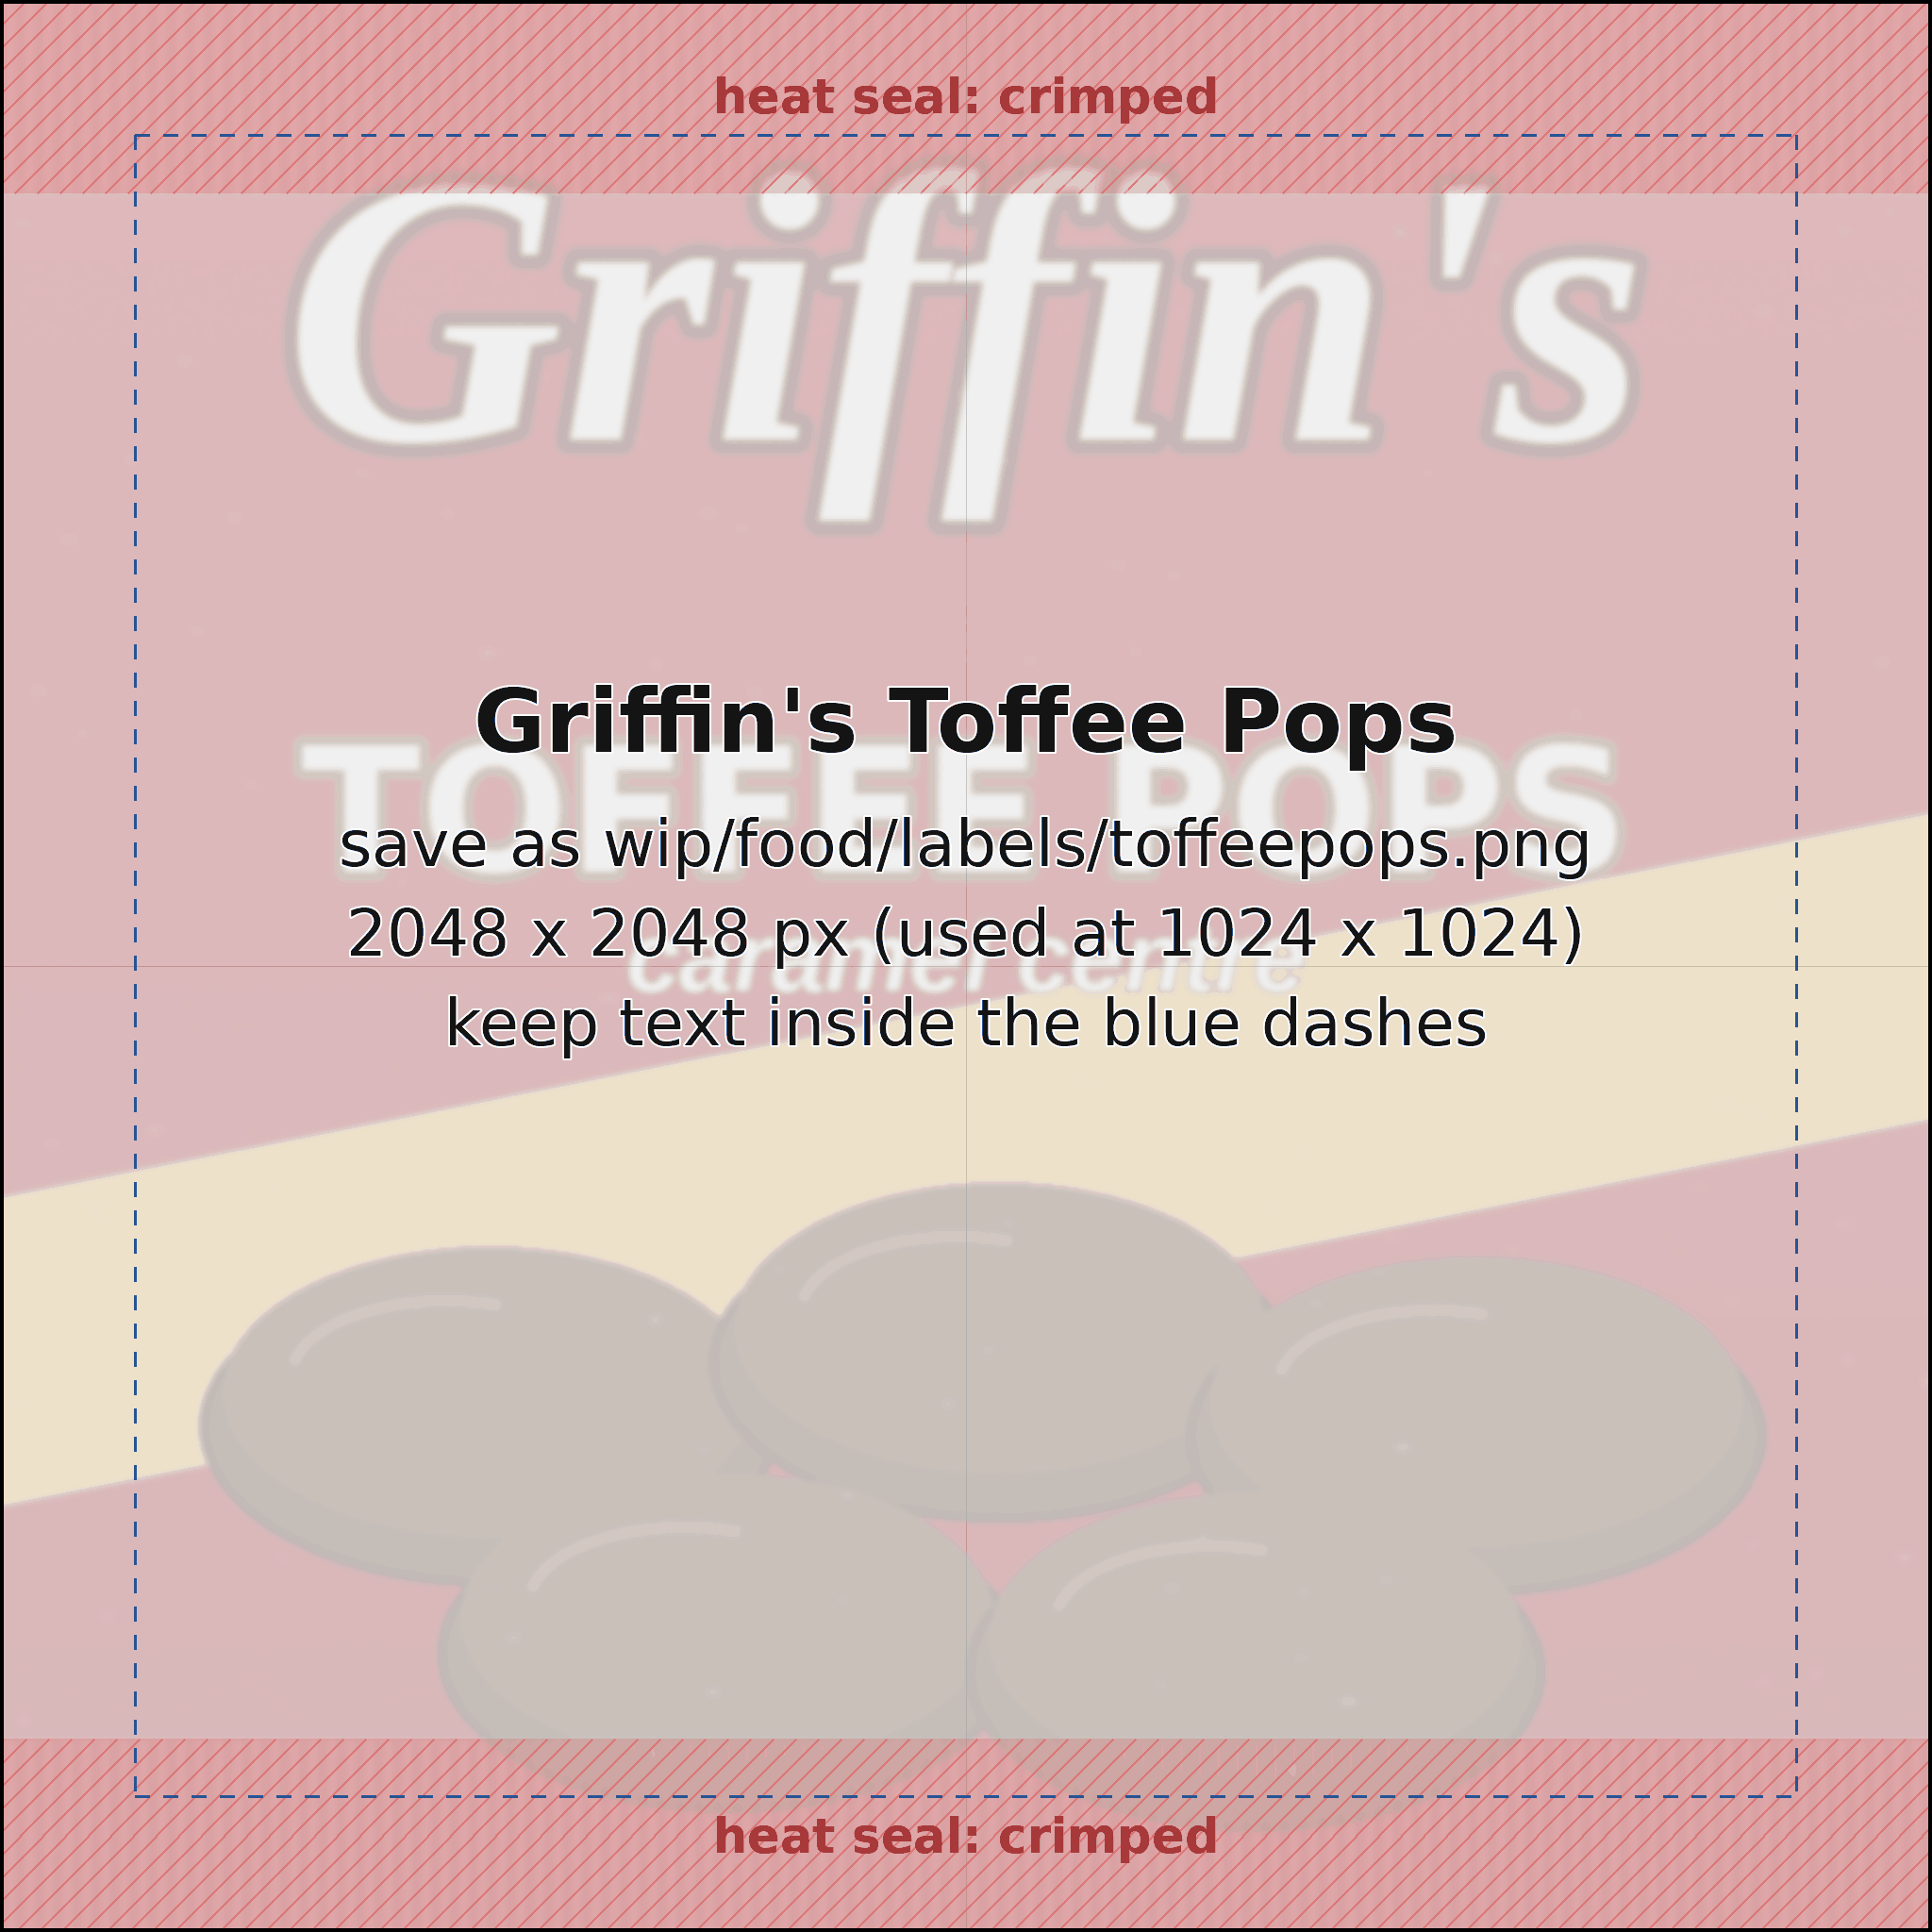 heat seal: crimped
Griffin's
Griffin's Toffee Pops
TOFFEE POPS
save as wip/food/labels/toffeepops.png
2048 x 2048 px (used at 1024 x 1024)
caramel centre
keep text inside the blue dashes
heat seal: crimped